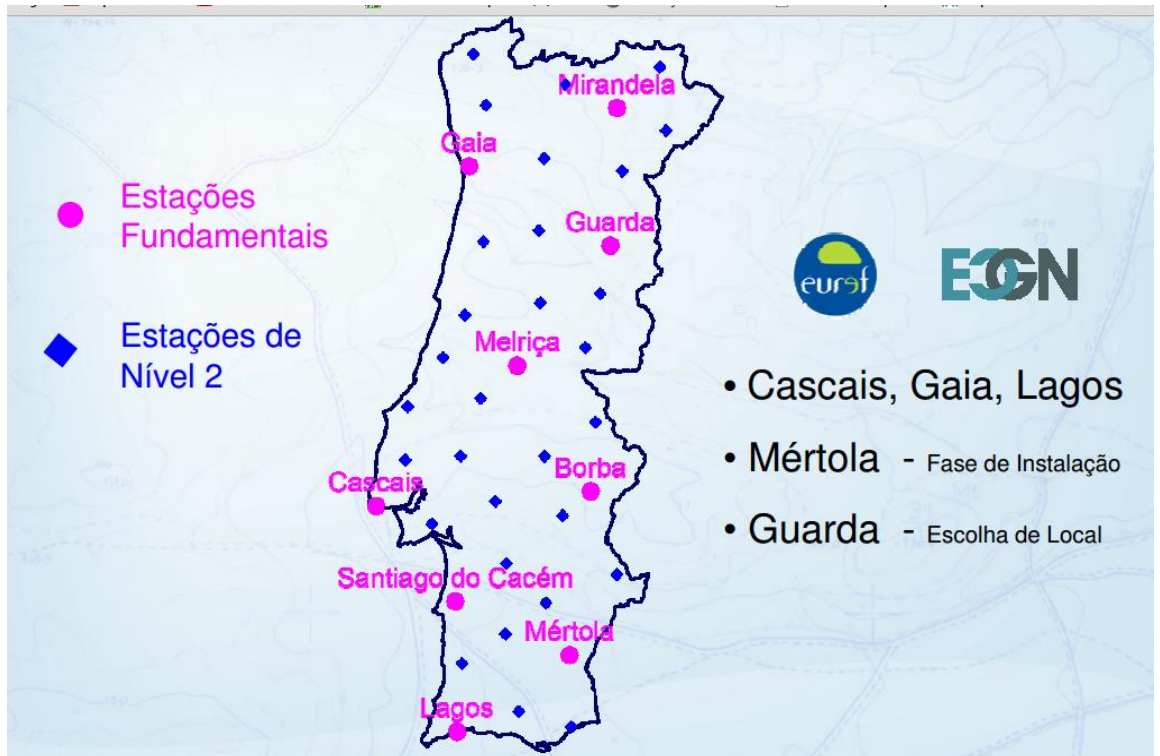 Mirandela
Gaia
Estações
Fundamentais
Guarda
euref
ECGN
Estações de
Nível 2
Melriça
• Cascais, Gaia, Lagos
• Mértola - Fase de Instalação
Borba
Cascais
• Guarda - Escolha de Local
Santiago do Cacém
Mértola
Lagos